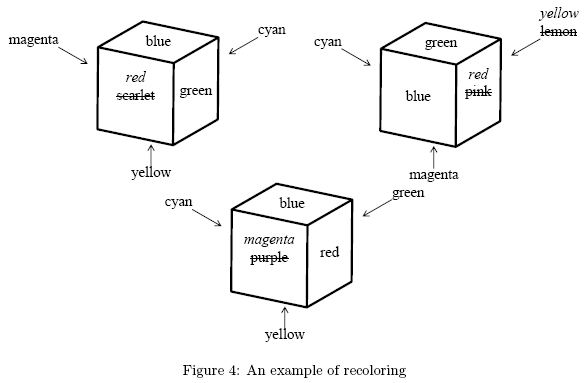 magenta
blue
cyan
red
scarlet
green
yellow
yellow
lemon
cyan
green
red
pink
blue
magenta
cyan
blue
green
magenta
purple
red
yellow
Figure 4: An example of recoloring